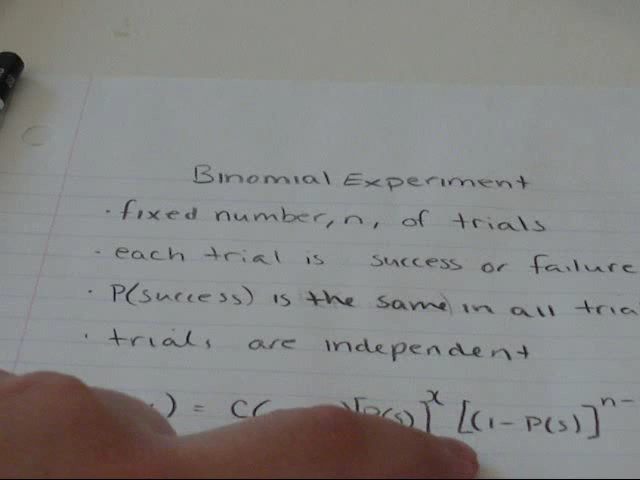 Binomial Experiment
· fixed number, n, of trials
· each trial is success or failure
· P(success) is the same in all tria
· trials are independent
) = C( )[P(S)]^x [(1 - P(S)]^n-